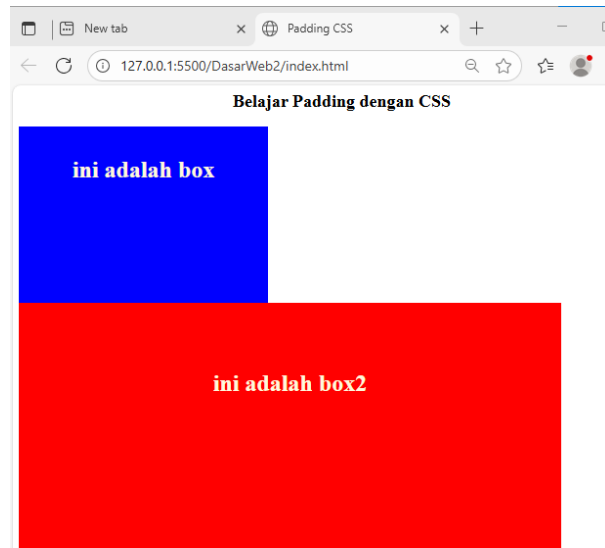 New tab
Padding CSS
127.0.0.1:5500/DasarWeb2/index.html
Belajar Padding dengan CSS
ini adalah box
ini adalah box2